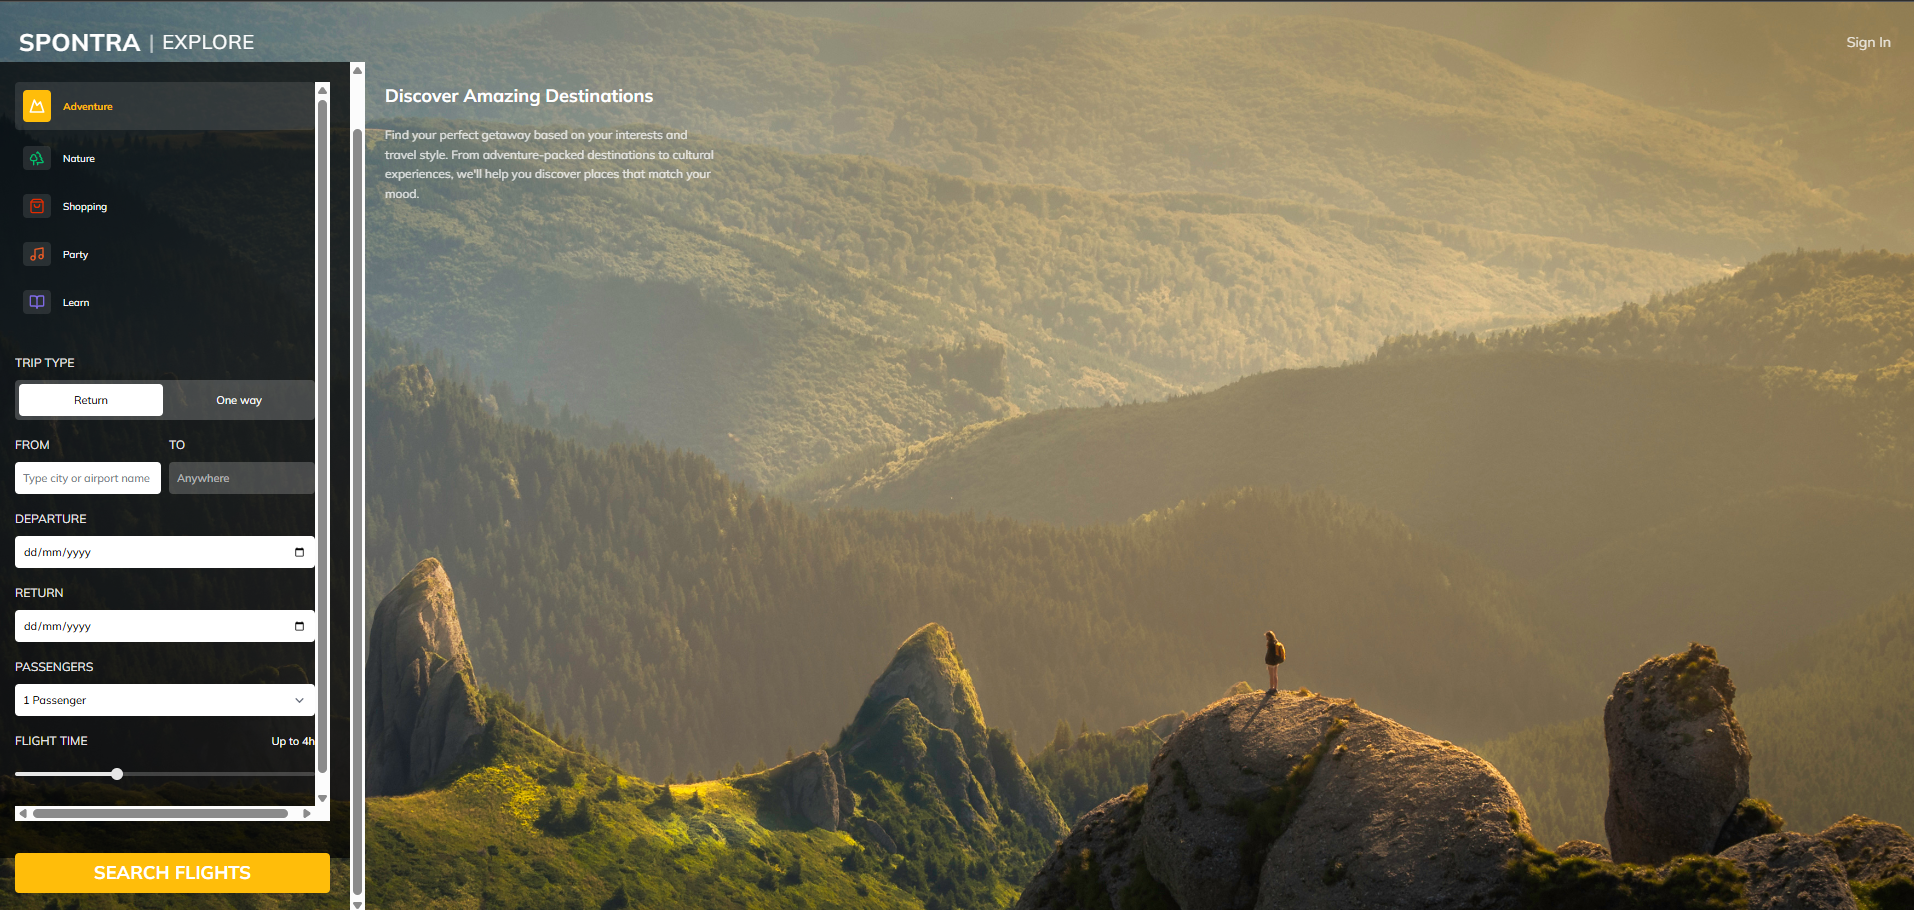 SPONTRA | EXPLORE
Sign In
Adventure
Nature
Shopping
Party
Learn
TRIP TYPE
Return
One way
FROM
TO
Type city or airport name
Anywhere
DEPARTURE
dd/mm/yyyy
RETURN
dd/mm/yyyy
PASSENGERS
1 Passenger
FLIGHT TIME
Up to 4h
SEARCH FLIGHTS
Discover Amazing Destinations
Find your perfect getaway based on your interests and
travel style. From adventure-packed destinations to cultural
experiences, we'll help you discover places that match your
mood.